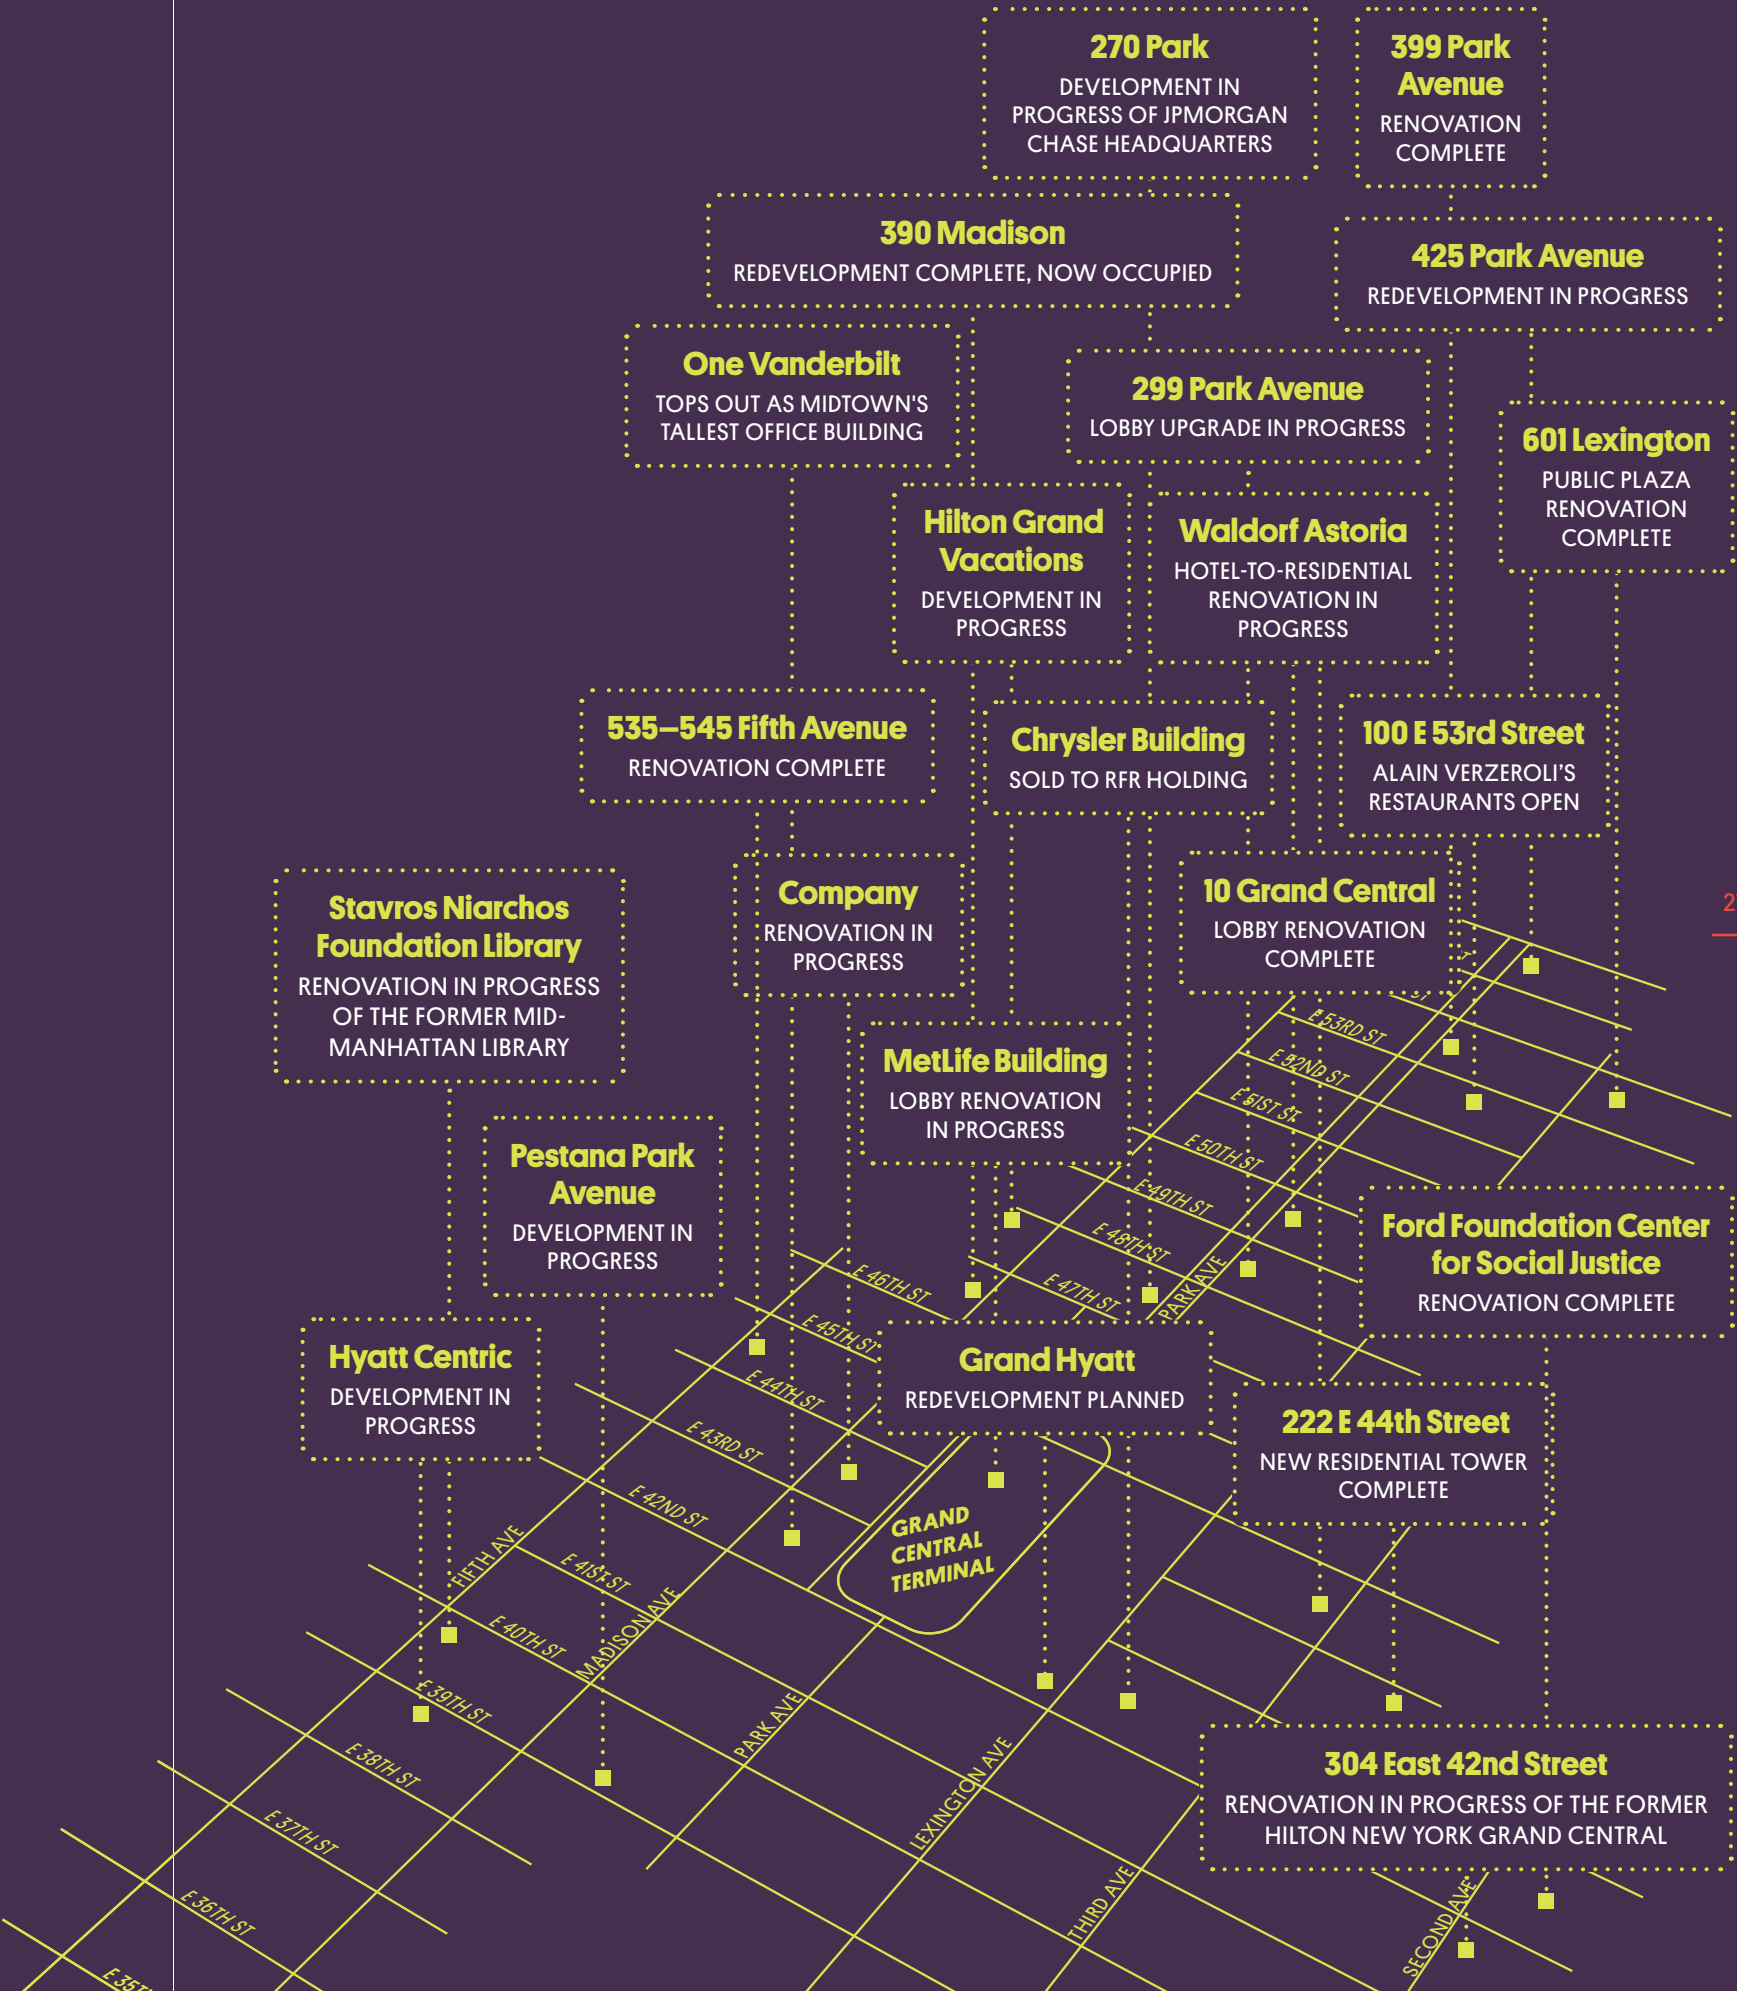 270 Park
DEVELOPMENT IN
PROGRESS OF JPMORGAN
CHASE HEADQUARTERS
399 Park
Avenue
RENOVATION
COMPLETE
390 Madison
REDEVELOPMENT COMPLETE, NOW OCCUPIED
425 Park Avenue
REDEVELOPMENT IN PROGRESS
One Vanderbilt
TOPS OUT AS MIDTOWN'S
TALLEST OFFICE BUILDING
299 Park Avenue
LOBBY UPGRADE IN PROGRESS
601 Lexington
PUBLIC PLAZA
RENOVATION
COMPLETE
Hilton Grand
Vacations
DEVELOPMENT IN
PROGRESS
Waldorf Astoria
HOTEL-TO-RESIDENTIAL
RENOVATION IN
PROGRESS
535–545 Fifth Avenue
RENOVATION COMPLETE
Chrysler Building
SOLD TO RFR HOLDING
100 E 53rd Street
ALAIN VERZEROLI’S
RESTAURANTS OPEN
Stavros Niarchos
Foundation Library
RENOVATION IN PROGRESS
OF THE FORMER MID-
MANHATTAN LIBRARY
Company
RENOVATION IN
PROGRESS
10 Grand Central
LOBBY RENOVATION
COMPLETE
MetLife Building
LOBBY RENOVATION
IN PROGRESS
Pestana Park
Avenue
DEVELOPMENT IN
PROGRESS
Ford Foundation Center
for Social Justice
RENOVATION COMPLETE
Hyatt Centric
DEVELOPMENT IN
PROGRESS
Grand Hyatt
REDEVELOPMENT PLANNED
222 E 44th Street
NEW RESIDENTIAL TOWER
COMPLETE
304 East 42nd Street
RENOVATION IN PROGRESS OF THE FORMER
HILTON NEW YORK GRAND CENTRAL
E 53RD ST
E 52ND ST
E 51ST ST
E 50TH ST
E 49TH ST
E 48TH ST
E 47TH ST
E 46TH ST
E 45TH ST
E 44TH ST
E 43RD ST
E 42ND ST
E 41ST ST
E 40TH ST
E 39TH ST
E 38TH ST
E 37TH ST
E 36TH ST
PARK AVE
GRAND
CENTRAL
TERMINAL
FIFTH AVE
MADISON AVE
PARK AVE
LEXINGTON AVE
THIRD AVE
SECOND AVE